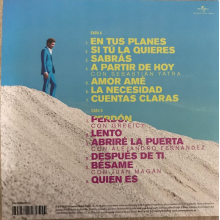 EN TUS PLANES
SI TÚ LA QUIERES
SABRÁS
A PARTIR DE HOY
CON SEBASTIÁN YATRA
AMOR AMÉ
LA NECESIDAD
CUENTAS CLARAS
PERDÓN
CON GREEICY
LENTO
ABRIRÉ LA PUERTA
CON ALEJANDRO FERNÁNDEZ
DESPUÉS DE TI
BÉSAME
CON JUAN MAGÁN
QUIEN ES